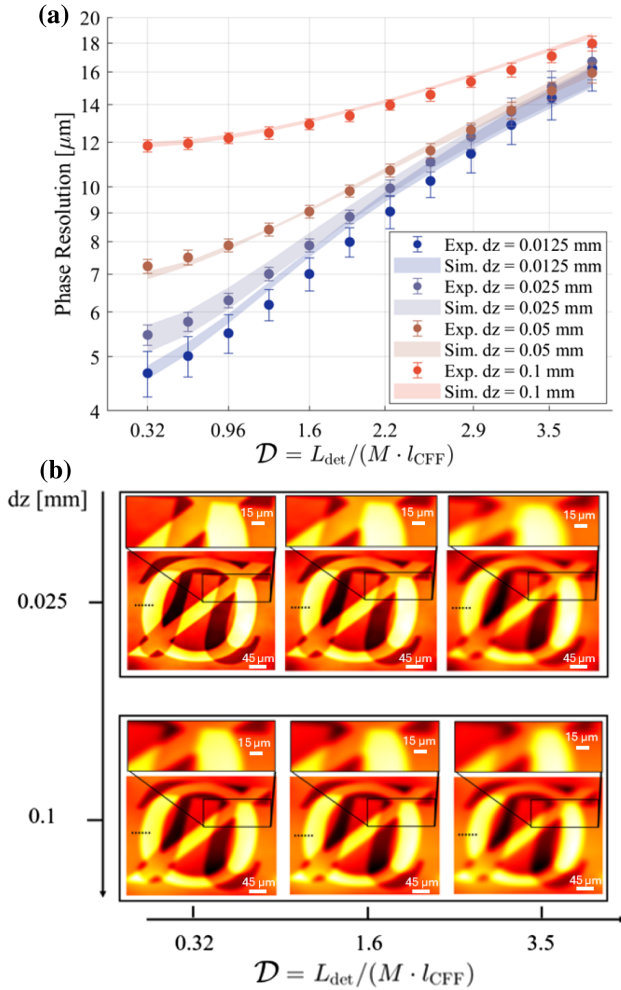 (a)
20
18
16
14
12
10
9
8
7
6
5
4
Phase Resolution [μm]
Exp. dz = 0.0125 mm
Sim. dz = 0.0125 mm
Exp. dz = 0.025 mm
Sim. dz = 0.025 mm
Exp. dz = 0.05 mm
Sim. dz = 0.05 mm
Exp. dz = 0.1 mm
Sim. dz = 0.1 mm
0.32 0.96 1.6 2.2 2.9 3.5
𝒟 = L_det/(M · l_CFF)
(b)
dz [mm]
15 μm 15 μm 15 μm
0.025
45 μm 45 μm 45 μm
15 μm 15 μm 15 μm
0.1
45 μm 45 μm 45 μm
0.32 1.6 3.5
𝒟 = L_det/(M · l_CFF)